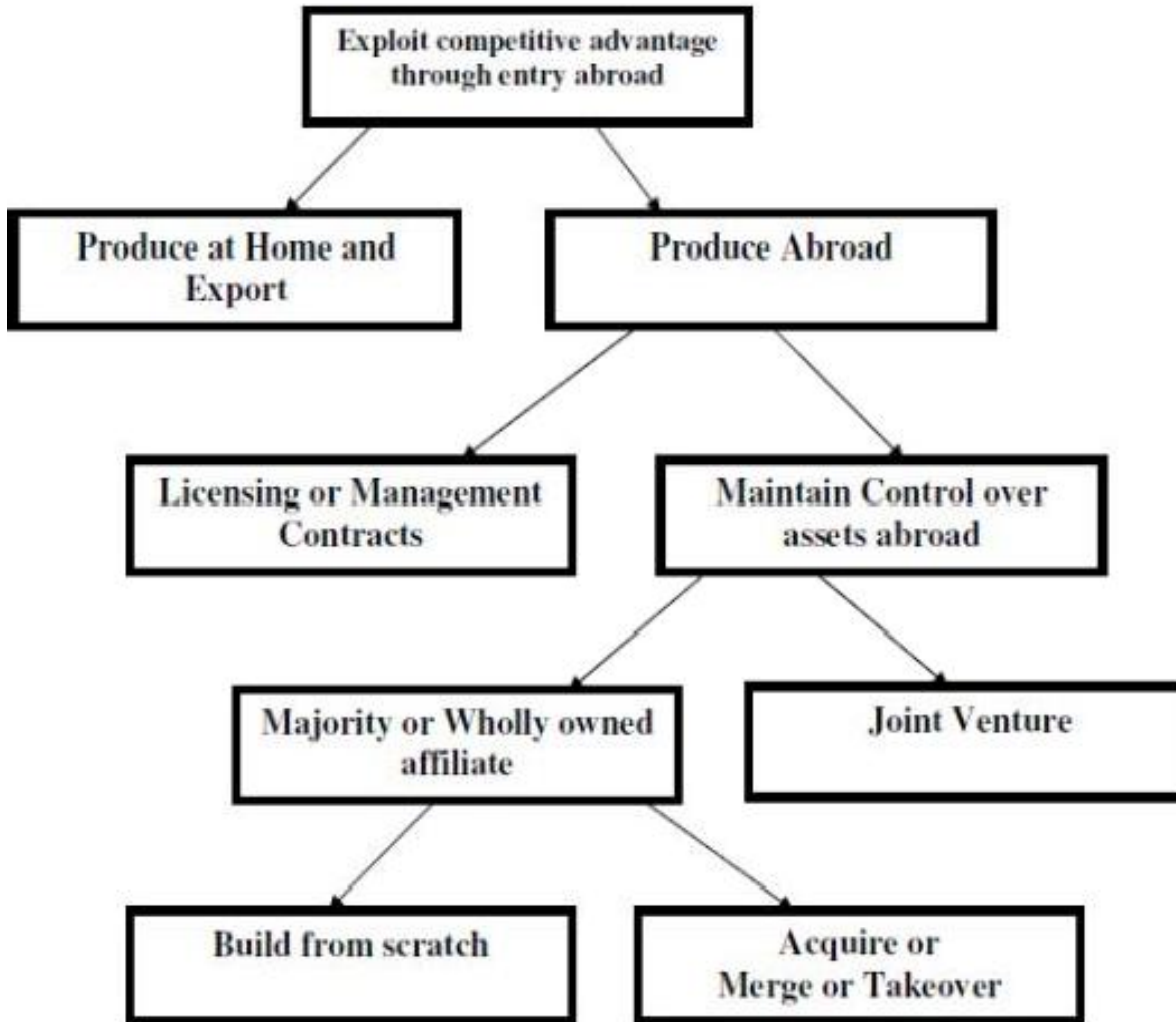 Exploit competitive advantage
through entry abroad
Produce at Home and
Export
Produce Abroad
Licensing or Management
Contracts
Maintain Control over
assets abroad
Majority or Wholly owned
affiliate
Joint Venture
Build from scratch
Acquire or
Merge or Takeover